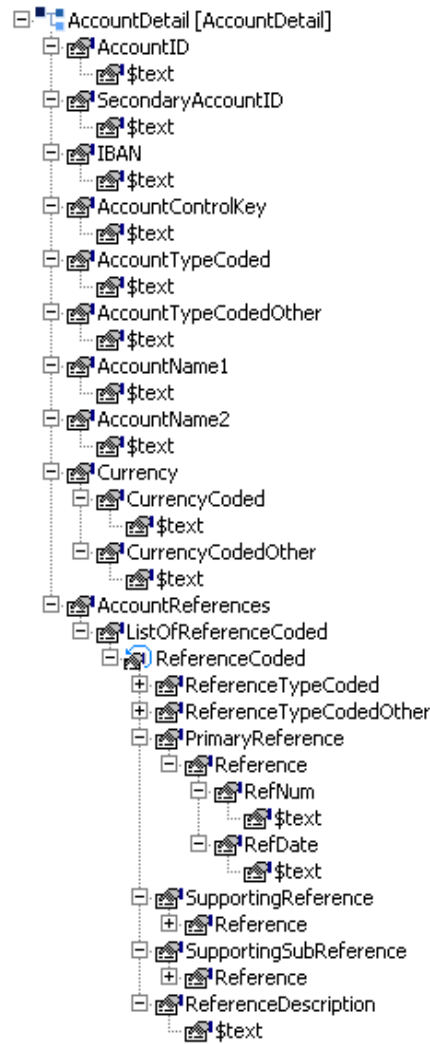 AccountDetail [AccountDetail]
AccountID
$text
SecondaryAccountID
$text
IBAN
$text
AccountControlKey
$text
AccountTypeCoded
$text
AccountTypeCodedOther
$text
AccountName1
$text
AccountName2
$text
Currency
CurrencyCoded
$text
CurrencyCodedOther
$text
AccountReferences
ListOfReferenceCoded
ReferenceCoded
ReferenceTypeCoded
ReferenceTypeCodedOther
PrimaryReference
Reference
RefNum
$text
RefDate
$text
SupportingReference
Reference
SupportingSubReference
Reference
ReferenceDescription
$text